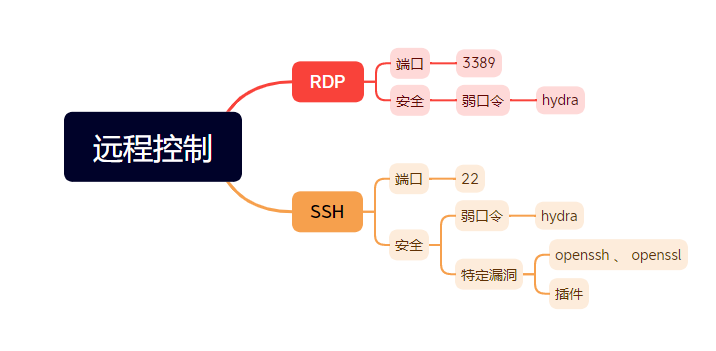 远程控制
RDP
端口
3389
安全
弱口令
hydra
SSH
端口
22
安全
弱口令
hydra
特定漏洞
openssh 、 openssl
插件